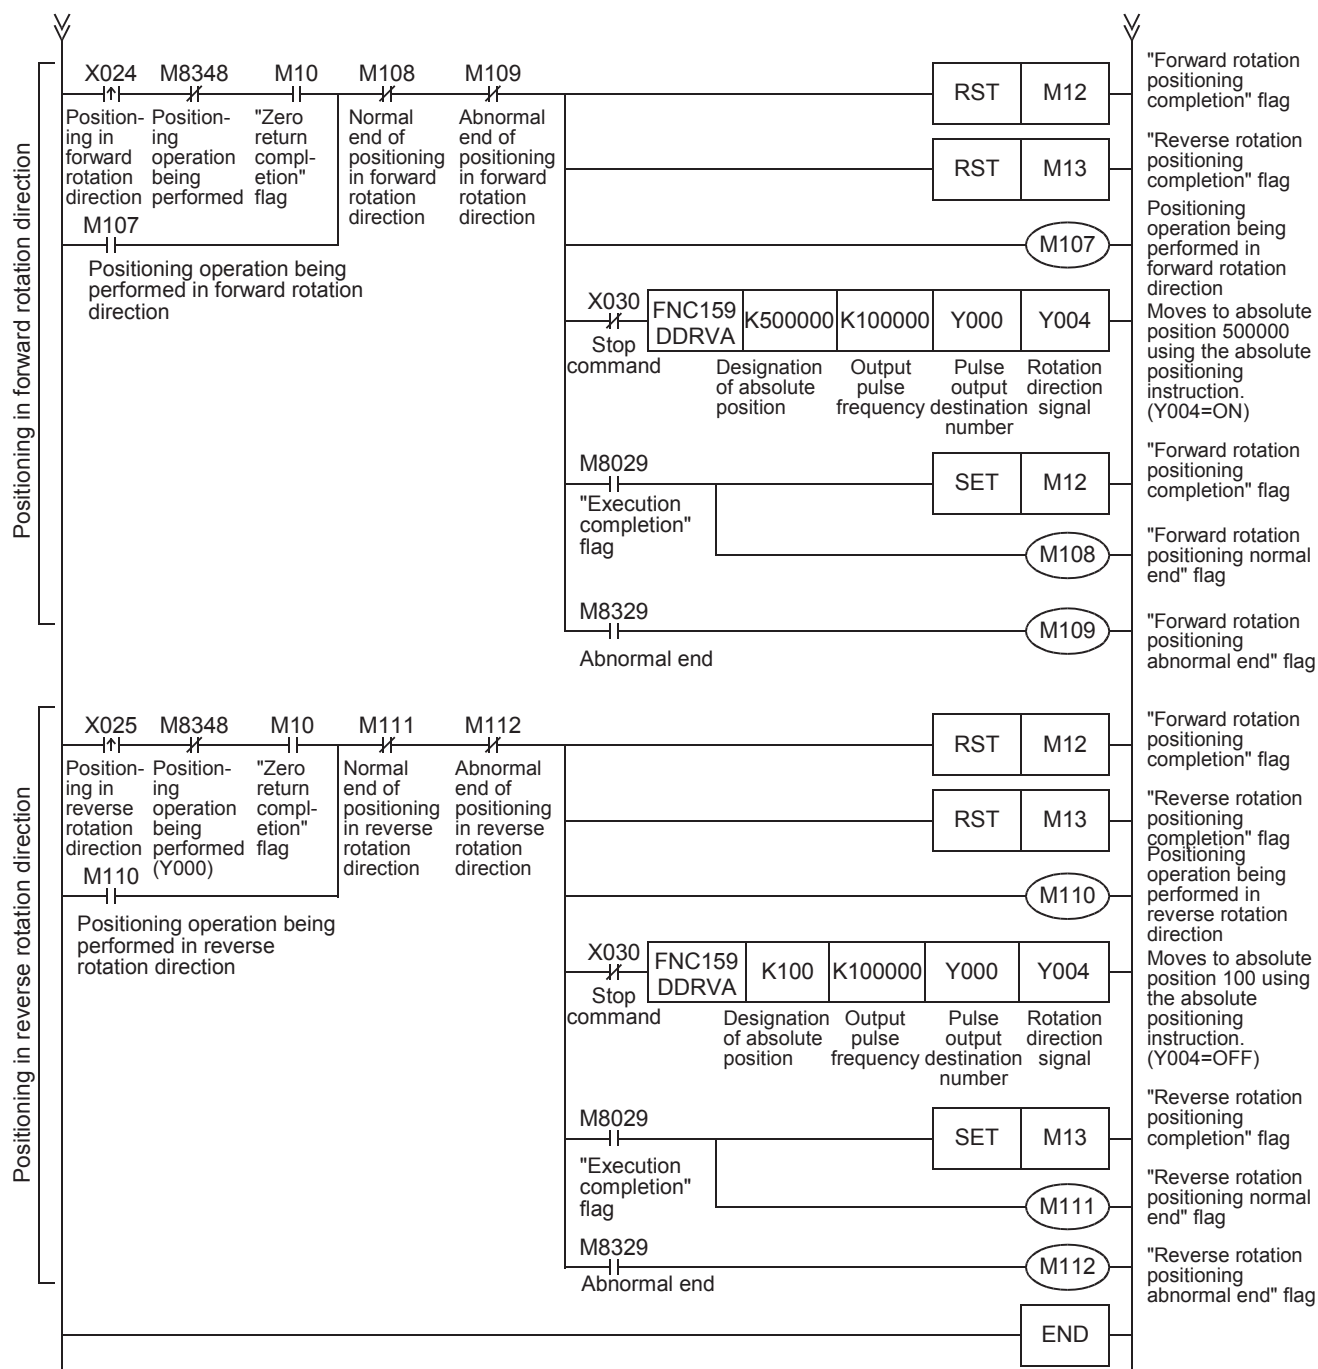 Positioning in forward rotation direction
X024 M8348 M10 M108 M109
Position-
ing in
forward
rotation
direction
Position-
ing
operation
being
performed
"Zero
return
compl-
etion"
flag
Normal
end of
positioning
in forward
rotation
direction
Abnormal
end of
positioning
in forward
rotation
direction
RST M12
"Forward rotation
positioning
completion" flag
RST M13
"Reverse rotation
positioning
completion" flag
M107
Positioning operation being
performed in forward rotation
direction
M107
Positioning
operation being
performed in
forward rotation
direction
X030
Stop
command
FNC159
DDRVA
K500000 K100000 Y000 Y004
Designation
of absolute
position
Output
pulse
frequency
Pulse
output
destination
number
Rotation
direction
signal
Moves to absolute
position 500000
using the absolute
positioning
instruction.
(Y004=ON)
M8029
"Execution
completion"
flag
SET M12
"Forward rotation
positioning
completion" flag
M108
"Forward rotation
positioning normal
end" flag
M8329
Abnormal end
M109
"Forward rotation
positioning
abnormal end" flag
Positioning in reverse rotation direction
X025 M8348 M10 M111 M112
Position-
ing in
reverse
rotation
direction
Position-
ing
operation
being
performed
(Y000)
"Zero
return
compl-
etion"
flag
Normal
end of
positioning
in reverse
rotation
direction
Abnormal
end of
positioning
in reverse
rotation
direction
RST M12
"Forward rotation
positioning
completion" flag
RST M13
"Reverse rotation
positioning
completion" flag
M110
Positioning operation being
performed in reverse
rotation direction
M110
Positioning
operation being
performed in
reverse rotation
direction
X030
Stop
command
FNC159
DDRVA
K100 K100000 Y000 Y004
Designation
of absolute
position
Output
pulse
frequency
Pulse
output
destination
number
Rotation
direction
signal
Moves to absolute
position 100 using
the absolute
positioning
instruction.
(Y004=OFF)
M8029
"Execution
completion"
flag
SET M13
"Reverse rotation
positioning
completion" flag
M111
"Reverse rotation
positioning normal
end" flag
M8329
Abnormal end
M112
"Reverse rotation
positioning
abnormal end" flag
END